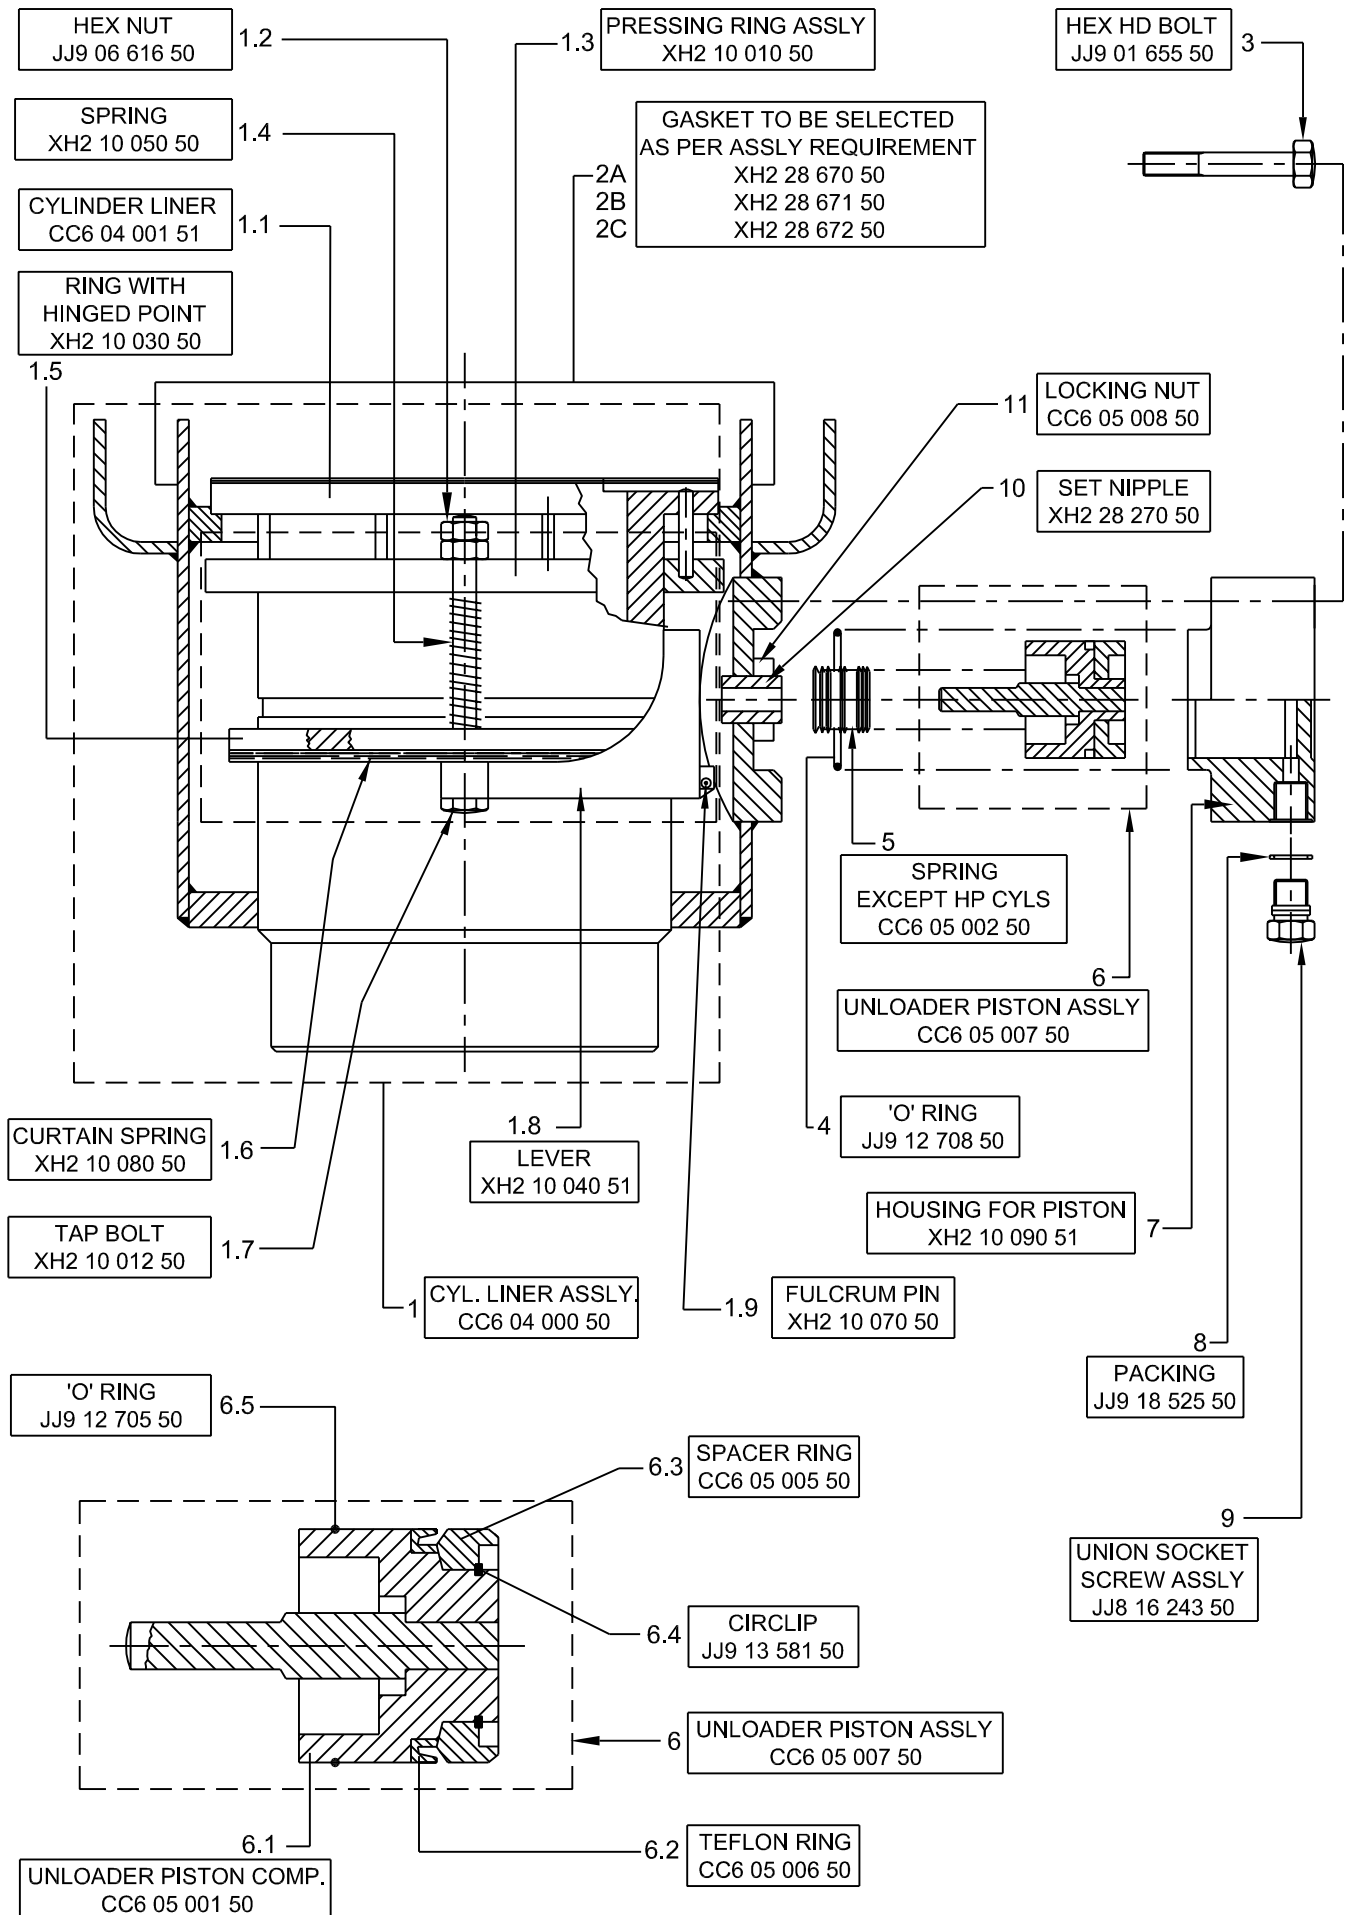 HEX NUT
JJ9 06 616 50
1.2
1.3
PRESSING RING ASSLY
XH2 10 010 50
HEX HD BOLT
JJ9 01 655 50
3
SPRING
XH2 10 050 50
1.4
GASKET TO BE SELECTED
AS PER ASSLY REQUIREMENT
2A XH2 28 670 50
2B XH2 28 671 50
2C XH2 28 672 50
CYLINDER LINER
CC6 04 001 51
1.1
RING WITH
HINGED POINT
XH2 10 030 50
1.5
11
LOCKING NUT
CC6 05 008 50
10
SET NIPPLE
XH2 28 270 50
5
SPRING
EXCEPT HP CYLS
CC6 05 002 50
6
UNLOADER PISTON ASSLY
CC6 05 007 50
4
'O' RING
JJ9 12 708 50
CURTAIN SPRING
XH2 10 080 50
1.6
1.8
LEVER
XH2 10 040 51
HOUSING FOR PISTON
XH2 10 090 51
7
TAP BOLT
XH2 10 012 50
1.7
1
CYL. LINER ASSLY.
CC6 04 000 50
1.9
FULCRUM PIN
XH2 10 070 50
8
PACKING
JJ9 18 525 50
'O' RING
JJ9 12 705 50
6.5
6.3
SPACER RING
CC6 05 005 50
9
UNION SOCKET
SCREW ASSLY
JJ8 16 243 50
6.4
CIRCLIP
JJ9 13 581 50
6
UNLOADER PISTON ASSLY
CC6 05 007 50
6.1
UNLOADER PISTON COMP.
CC6 05 001 50
6.2
TEFLON RING
CC6 05 006 50